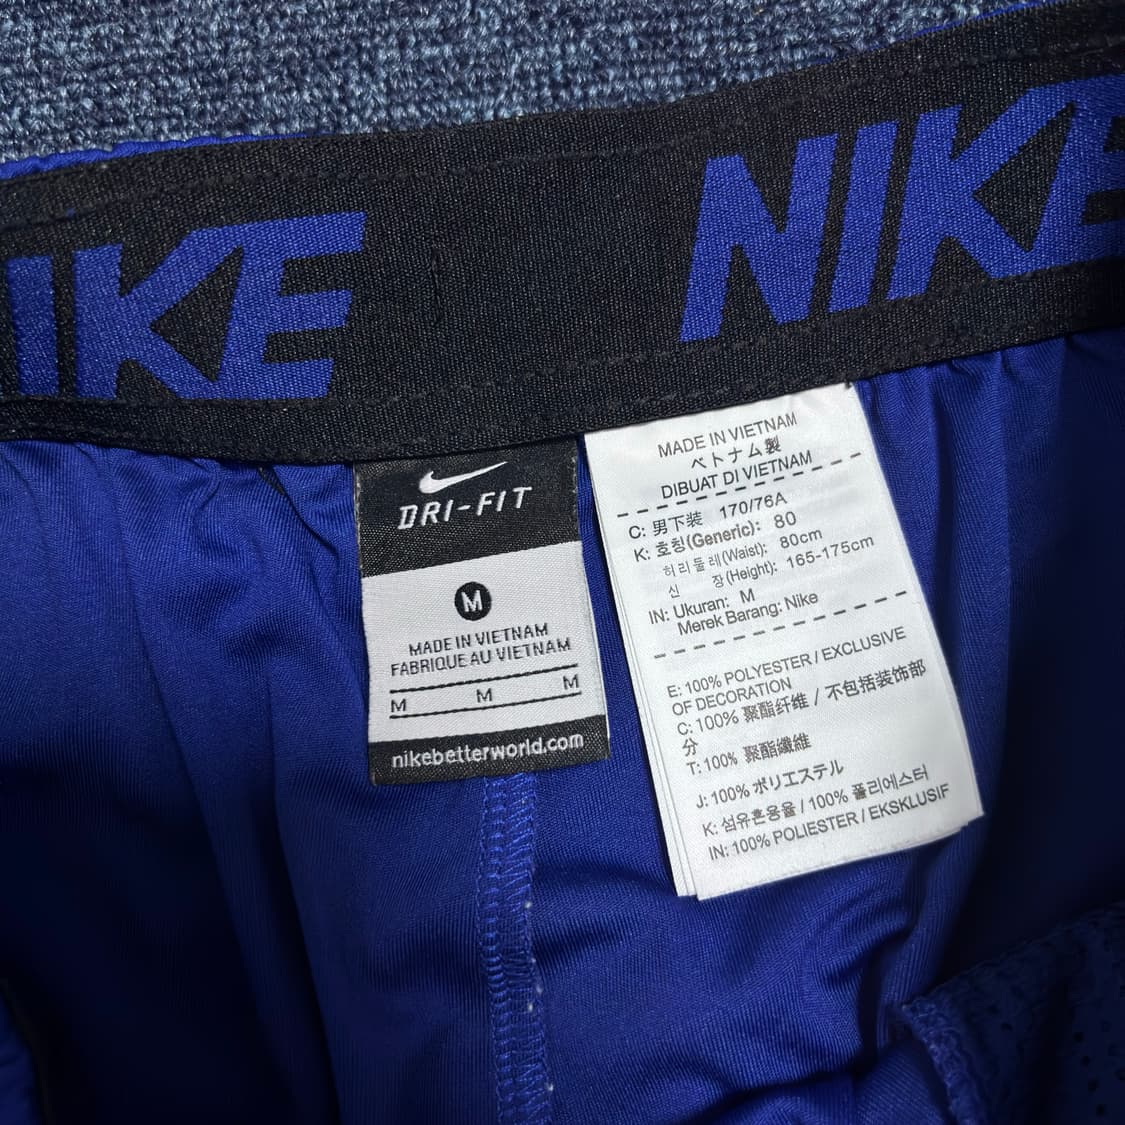 NIKE
NIKE
DRI-FIT
M
MADE IN VIETNAM
FABRIQUE AU VIETNAM
M M M
nikebetterworld.com
MADE IN VIETNAM
ベトナム製
DIBUAT DI VIETNAM
C: 男下装 170/76A
K: 호칭(Generic): 80
허리둘레(Waist): 80cm
신 장(Height): 165-175cm
IN: Ukuran: M
Merek Barang: Nike
E: 100% POLYESTER / EXCLUSIVE
OF DECORATION
C: 100% 聚酯纤维 / 不包括装饰部
分
T: 100% 聚酯纖維
J: 100% ポリエステル
K: 섬유혼용율 / 100% 폴리에스터
IN: 100% POLIESTER / EKSKLUSIF